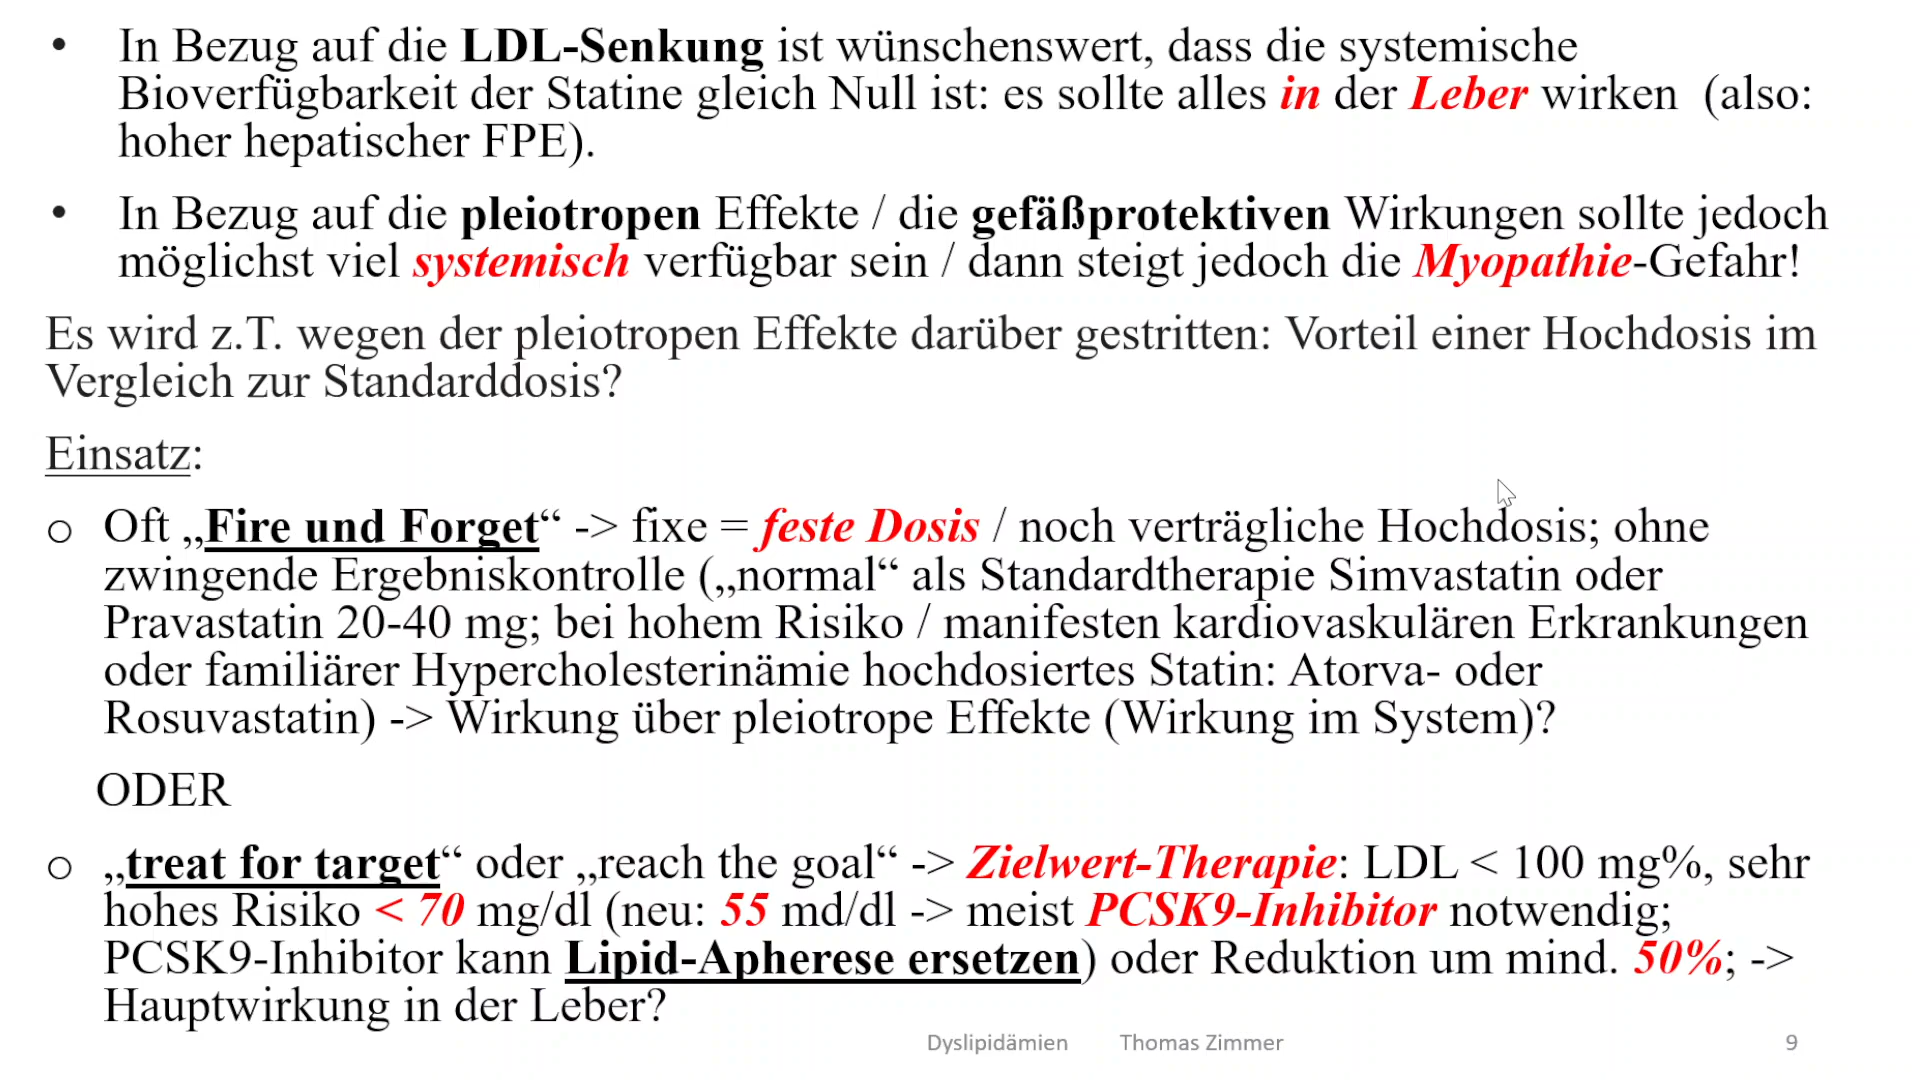 • In Bezug auf die LDL-Senkung ist wünschenswert, dass die systemische
Bioverfügbarkeit der Statine gleich Null ist: es sollte alles in der Leber wirken (also:
hoher hepatischer FPE).
• In Bezug auf die pleiotropen Effekte / die gefäßprotektiven Wirkungen sollte jedoch
möglichst viel systemisch verfügbar sein / dann steigt jedoch die Myopathie-Gefahr!
Es wird z.T. wegen der pleiotropen Effekte darüber gestritten: Vorteil einer Hochdosis im
Vergleich zur Standarddosis?
Einsatz:
o Oft „Fire und Forget“ -> fixe = feste Dosis / noch verträgliche Hochdosis; ohne
zwingende Ergebniskontrolle („normal“ als Standardtherapie Simvastatin oder
Pravastatin 20-40 mg; bei hohem Risiko / manifesten kardiovaskulären Erkrankungen
oder familiärer Hypercholesterinämie hochdosiertes Statin: Atorva- oder
Rosuvastatin) -> Wirkung über pleiotrope Effekte (Wirkung im System)?
ODER
o „treat for target“ oder „reach the goal“ -> Zielwert-Therapie: LDL < 100 mg%, sehr
hohes Risiko < 70 mg/dl (neu: 55 md/dl -> meist PCSK9-Inhibitor notwendig;
PCSK9-Inhibitor kann Lipid-Apherese ersetzen) oder Reduktion um mind. 50%; ->
Hauptwirkung in der Leber?
Dyslipidämien Thomas Zimmer 9